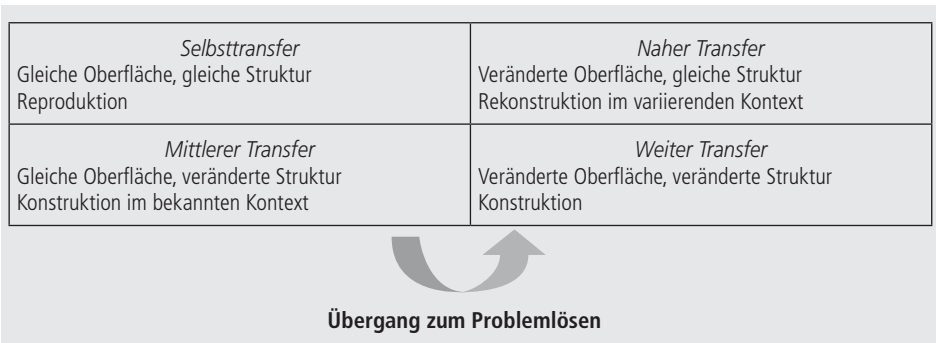 Selbsttransfer
Gleiche Oberfläche, gleiche Struktur
Reproduktion
Naher Transfer
Veränderte Oberfläche, gleiche Struktur
Rekonstruktion im variierenden Kontext
Mittlerer Transfer
Gleiche Oberfläche, veränderte Struktur
Konstruktion im bekannten Kontext
Weiter Transfer
Veränderte Oberfläche, veränderte Struktur
Konstruktion
Übergang zum Problemlösen